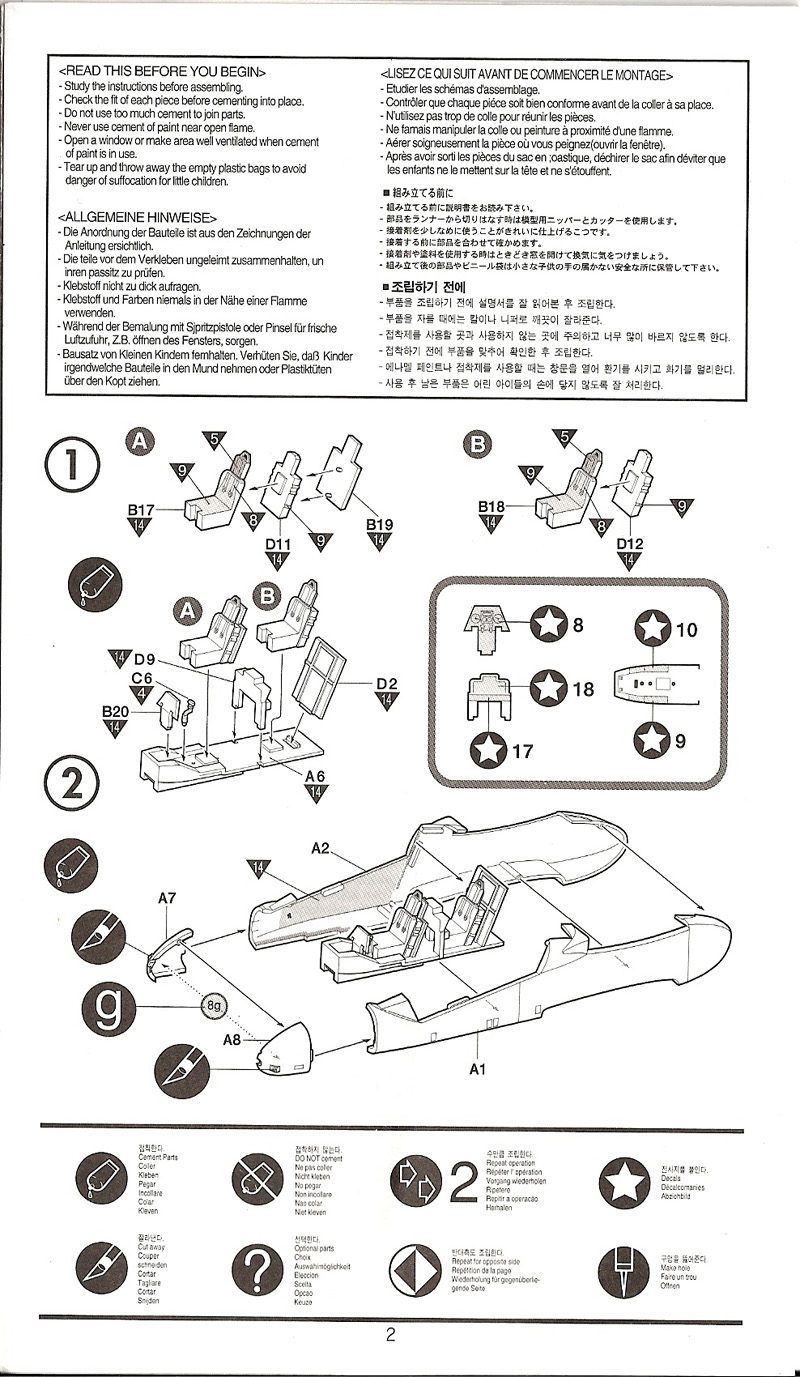 <READ THIS BEFORE YOU BEGIN>
- Study the instructions before assembling.
- Check the fit of each piece before cementing into place.
- Do not use too much cement to join parts.
- Never use cement of paint near open flame.
- Open a window or make area well ventilated when cement
of paint is in use.
- Tear up and throw away the empty plastic bags to avoid
danger of suffocation for little children.
<ALLGEMEINE HINWEISE>
- Die Anordnung der Bauteile ist aus den Zeichnungen der
Anleitung ersichtlich.
- Die teile vor dem Verkleben ungeleimt zusammenhalten, un
inren passitz zu prüfen.
- Klebstoff nicht zu dick aufragen.
- Klebstoff und Farben niemals in der Nähe einer Flamme
verwenden.
- Während der Bernalung mit Sjpritzpistole oder Pinsel für frische
Luftzufuhr, Z.B. öffnen des Fensters, sorgen.
- Bausatz von Kleinen Kindem femhalten. Verhüten Sie, daß Kinder
irgendwelche Bauteile in den Mund nehmen oder Plastiktüten
über den Kopt ziehen.
<LISEZ CE QUI SUIT AVANT DE COMMENCER LE MONTAGE>
- Etudier les schémas d'assemblage.
- Contrôler que chaque piéce soit bien conforme avant de la coller à sa place.
- N'utilisez pas trop de colle pour réunir les pièces.
- Ne famais manipuler la colle ou peinture à proximité d'une flamme.
- Aérer soigneusement la pièce où vous peignez(ouvrir la fenêtre).
- Après avoir sorti les pièces du sac en ;oastique, déchirer le sac afin déviter que
les enfants ne le mettent sur la tête et ne s'étouffent.
■ 組み立てる前に
- 組み立てる前に説明書をお読み下さい。
- 部品をランナーから切りはなす時は模型用ニッパーとカッターを使用します。
- 接着剤を少しなめに使うことがきれいに仕上げるこつです。
- 接着する前に部品を合わせて確かめます。
- 接着剤や塗料を使用する時はときどき窓を開けて換気に気をつけましょう。
- 組み立て後の部品やビニール袋は小さな子供の手の届かない安全な所に保管して下さい。
■ 조립하기 전에
- 부품을 조립하기 전에 설명서를 잘 읽어본 후 조립한다.
- 부품을 자를 때에는 칼이나 니퍼로 깨끗이 잘라준다.
- 접착제를 사용할 곳과 사용하지 않는 곳에 주의하고 너무 많이 바르지 않도록 한다.
- 접착하기 전에 부품을 맞추어 확인한 후 조립한다.
- 에나멜 페인트나 접착제를 사용할 때는 창문을 열어 환기를 시키고 화기를 멀리한다.
- 사용 후 남은 부품은 어린 아이들의 손에 닿지 않도록 잘 처리한다.
1
A
5
9
B17
14
8
D11
14
9
B19
14
B
5
9
B18
14
8
D12
14
9
A
B
14 D9
C6
4
B20
14
D2
14
A6
14
8
10
18
17
9
2
A2
14
A7
g
8g
A8
A1
접착한다.
Cement Parts
Coller
Kleben
Pegar
Incollare
Colar
Kleven
접착하지 않는다.
DO NOT cement
Ne pas coller
Nicht kleben
No pegar
Non incollare
Nao colar
Niet kleven
2
수만큼 조립한다.
Repeat operation
Répéter l' opération
Vorgang wiederholen
Ripetere
Repitir a operacão
Herhalen
전사지를 붙인다.
Decals
Décalcomanies
Abziehbild
잘라낸다.
Cut away
Couper
schneiden
Cortar
Tagliare
Cortar
Snijden
?
선택한다.
Optional parts
Choix
Auswahlmöglichkeit
Eleccion
Scelta
Opcao
Keuze
반대측도 조립한다.
Repeat for opposite side
Répétition de la page
Wiederholung für gegenüberlie-
gende Seite
구멍을 뚫어준다.
Make hole
Faire un trou
Offnen
2